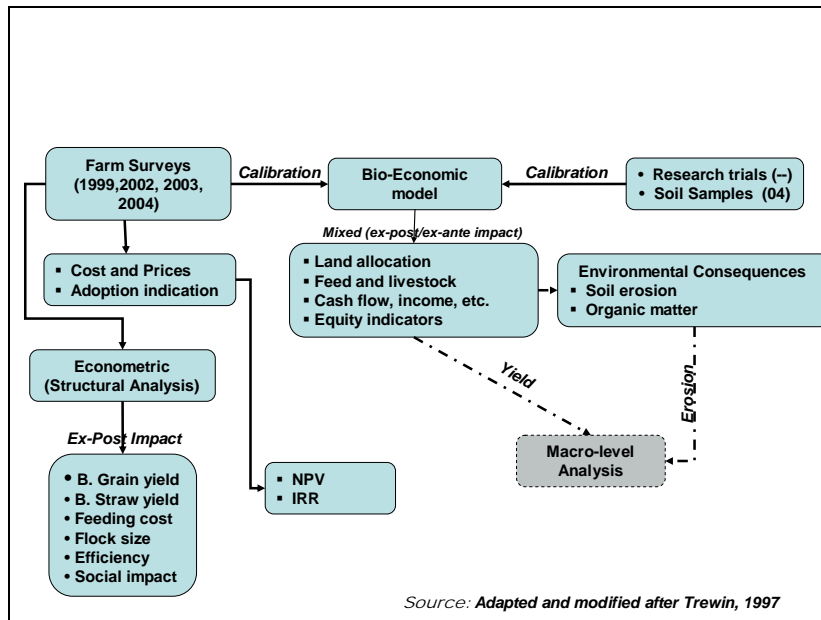 Farm Surveys
(1999,2002, 2003,
2004)
Calibration
Bio-Economic
model
Calibration
• Research trials (--)
• Soil Samples (04)
Mixed (ex-post/ex-ante impact)
▪ Cost and Prices
▪ Adoption indication
▪ Land allocation
▪ Feed and livestock
▪ Cash flow, income, etc.
▪ Equity indicators
Environmental Consequences
▪ Soil erosion
▪ Organic matter
Econometric
(Structural Analysis)
Yield
Erosion
Ex-Post Impact
• B. Grain yield
• B. Straw yield
• Feeding cost
• Flock size
• Efficiency
• Social impact
▪ NPV
▪ IRR
Macro-level
Analysis
Source: Adapted and modified after Trewin, 1997